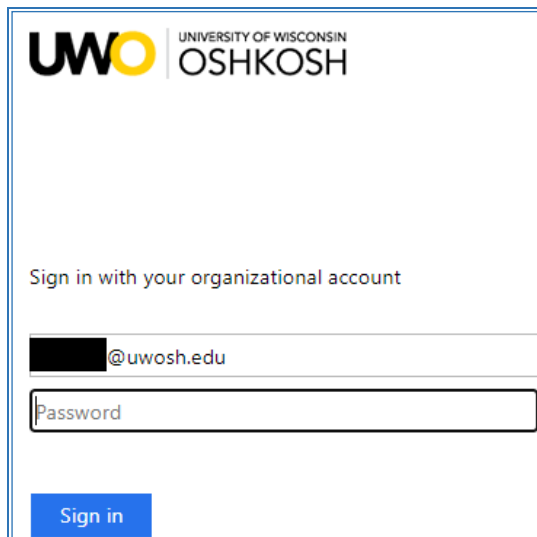 UWO
UNIVERSITY OF WISCONSIN
OSHKOSH
Sign in with your organizational account
@uwosh.edu
Password
Sign in